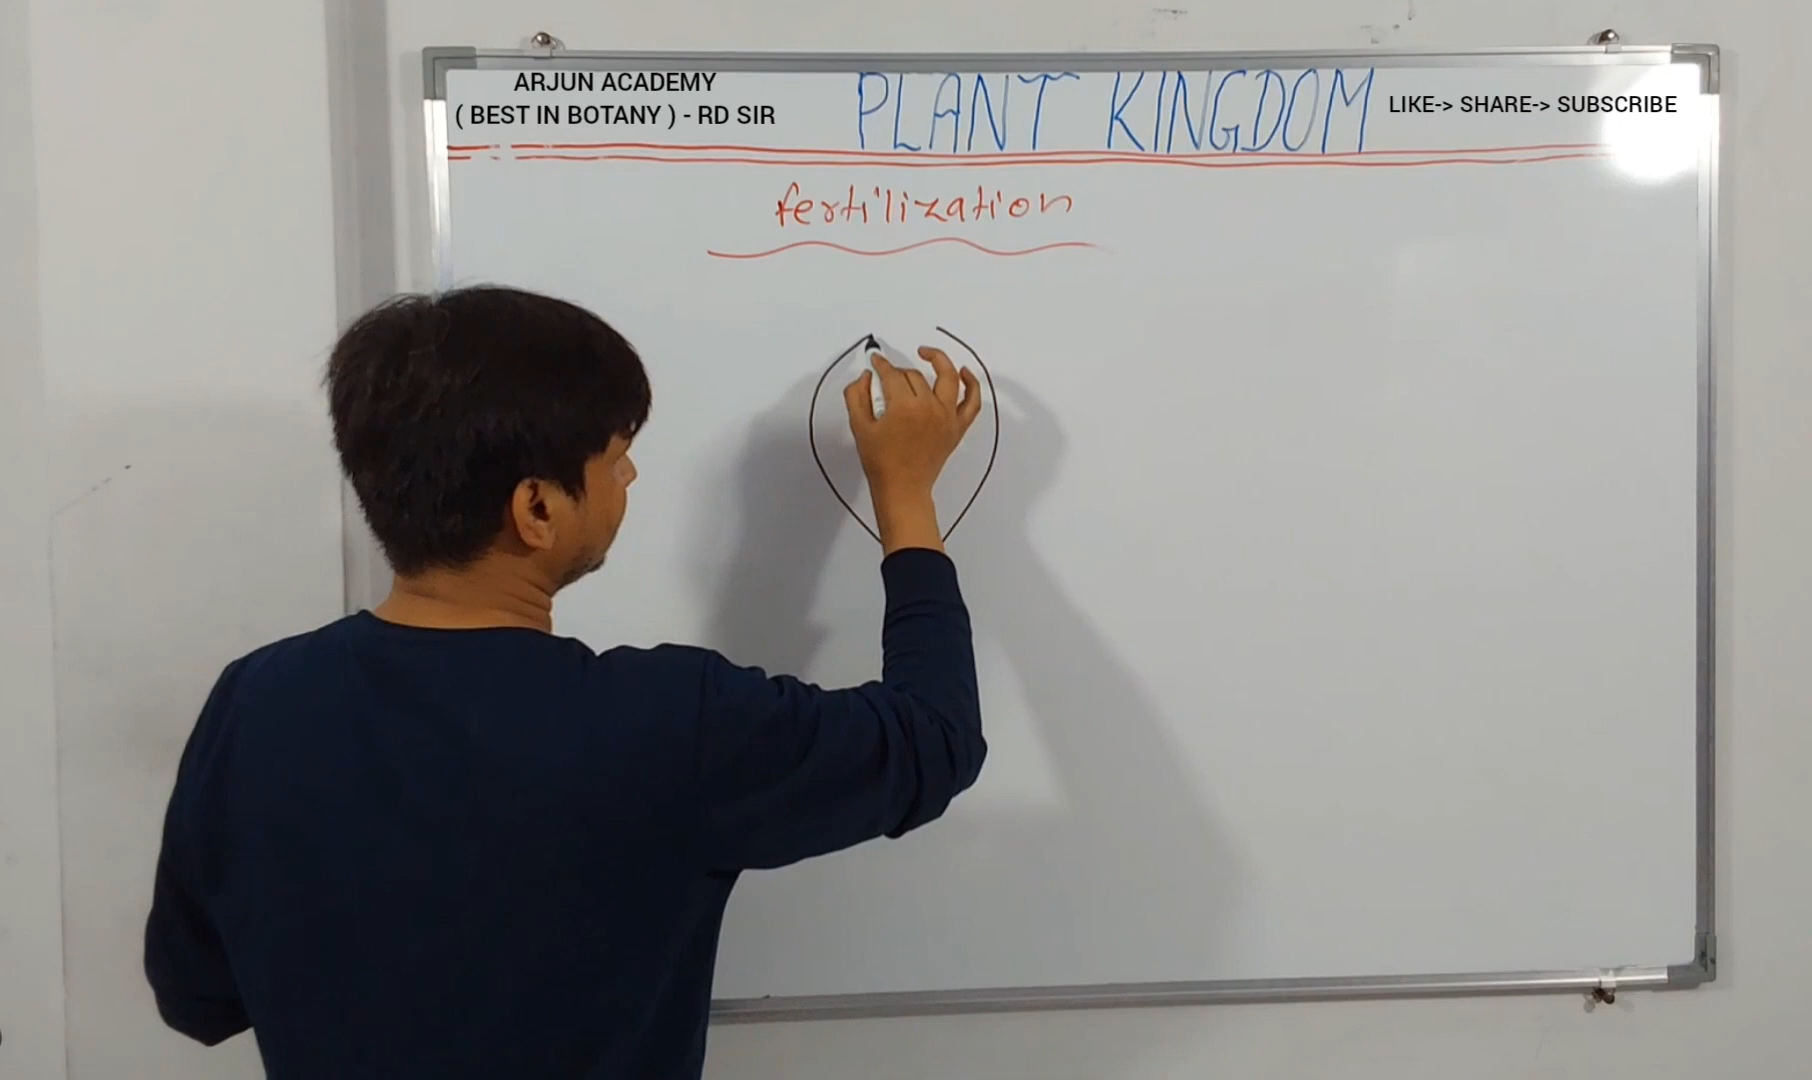 ARJUN ACADEMY
( BEST IN BOTANY ) - RD SIR
PLANT KINGDOM
LIKE-> SHARE-> SUBSCRIBE
fertilization